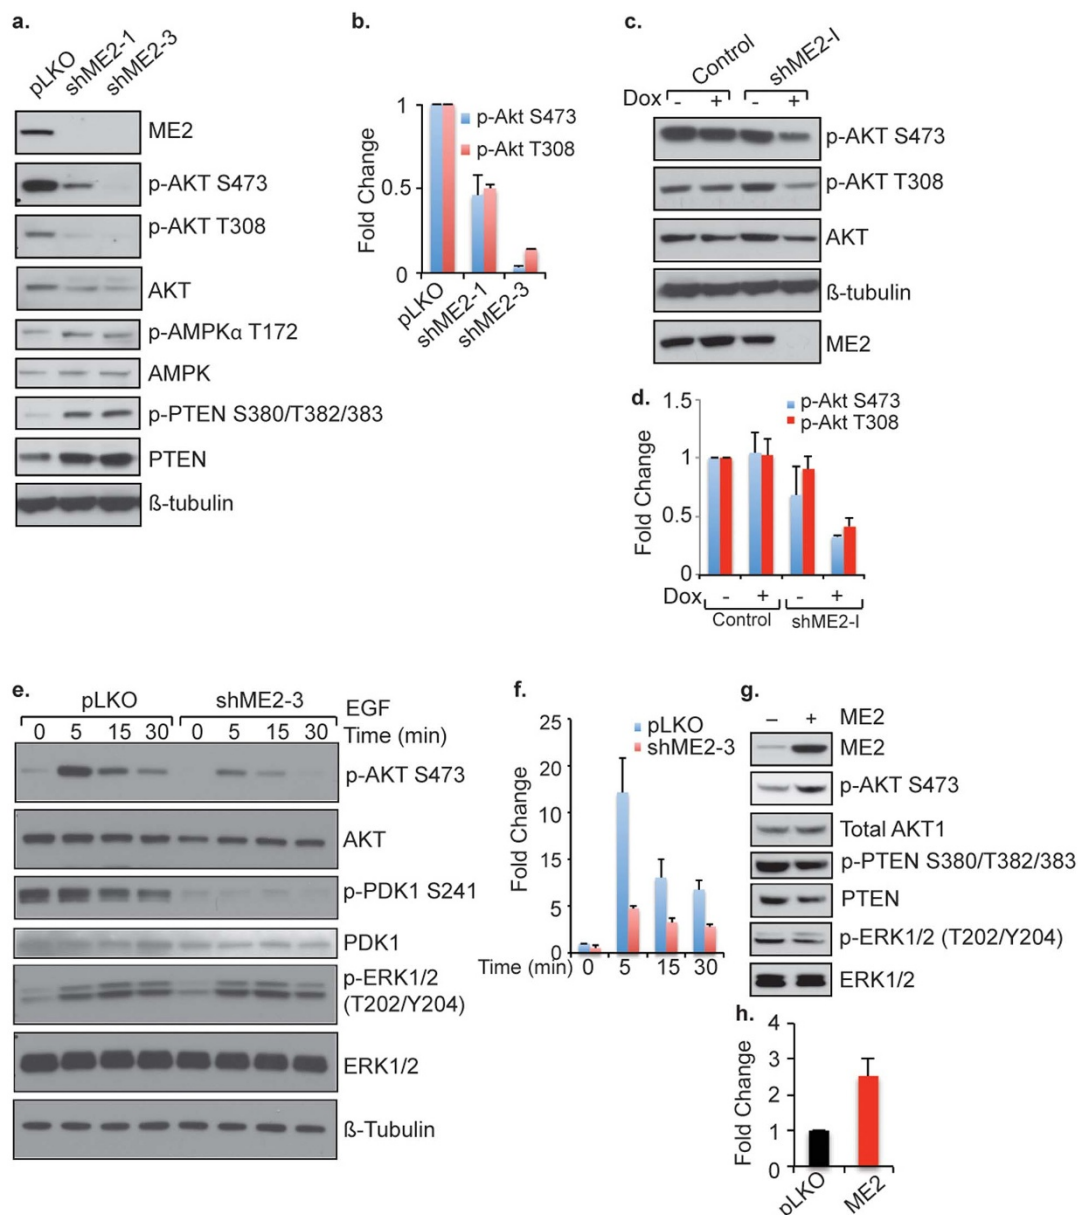 a.
pLKO
shME2-1
shME2-3
ME2
p-AKT S473
p-AKT T308
AKT
p-AMPKα T172
AMPK
p-PTEN S380/T382/383
PTEN
ß-tubulin
b.
Fold Change
1
0.5
0
p-Akt S473
p-Akt T308
pLKO
shME2-1
shME2-3
c.
Control
shME2-I
Dox - + - +
p-AKT S473
p-AKT T308
AKT
ß-tubulin
ME2
d.
Fold Change
1.5
1
0.5
0
p-Akt S473
p-Akt T308
Dox - + - +
Control shME2-I
e.
pLKO shME2-3 EGF
0 5 15 30 0 5 15 30 Time (min)
p-AKT S473
AKT
p-PDK1 S241
PDK1
p-ERK1/2
(T202/Y204)
ERK1/2
ß-Tubulin
f.
Fold Change
25
20
10
15
5
0
pLKO
shME2-3
Time (min) 0 5 15 30
g.
– + ME2
ME2
p-AKT S473
Total AKT1
p-PTEN S380/T382/383
PTEN
p-ERK1/2 (T202/Y204)
ERK1/2
h.
Fold Change
4
3
2
1
0
pLKO
ME2